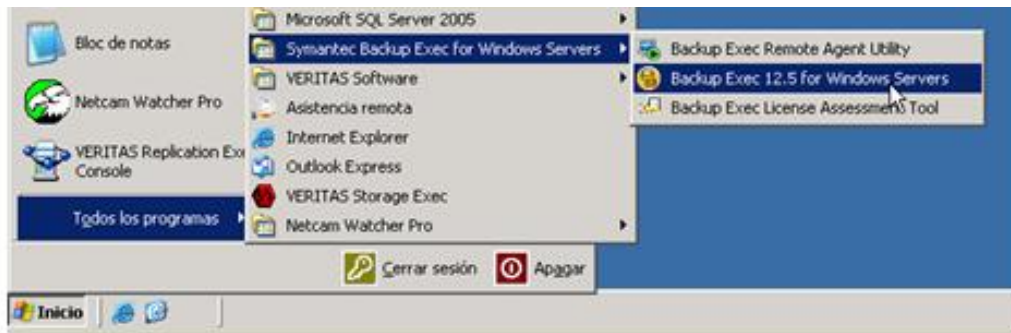 Bloc de notas
Netcam Watcher Pro
VERITAS Replication Exe
Console
Todos los programas
Microsoft SQL Server 2005
Symantec Backup Exec for Windows Servers
VERITAS Software
Asistencia remota
Internet Explorer
Outlook Express
VERITAS Storage Exec
Netcam Watcher Pro
Backup Exec Remote Agent Utility
Backup Exec 12.5 for Windows Servers
Backup Exec License Assessment Tool
Cerrar sesión
Apagar
Inicio